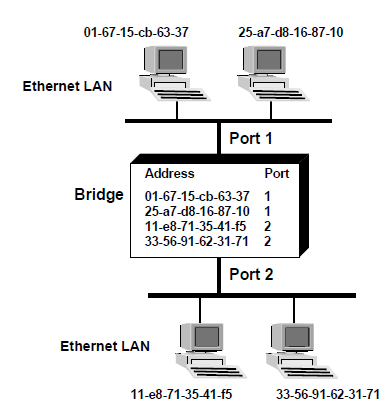 01-67-15-cb-63-37 25-a7-d8-16-87-10
Ethernet LAN
Port 1
Address Port
Bridge
01-67-15-cb-63-37 1
25-a7-d8-16-87-10 1
11-e8-71-35-41-f5 2
33-56-91-62-31-71 2
Port 2
Ethernet LAN
11-e8-71-35-41-f5 33-56-91-62-31-71